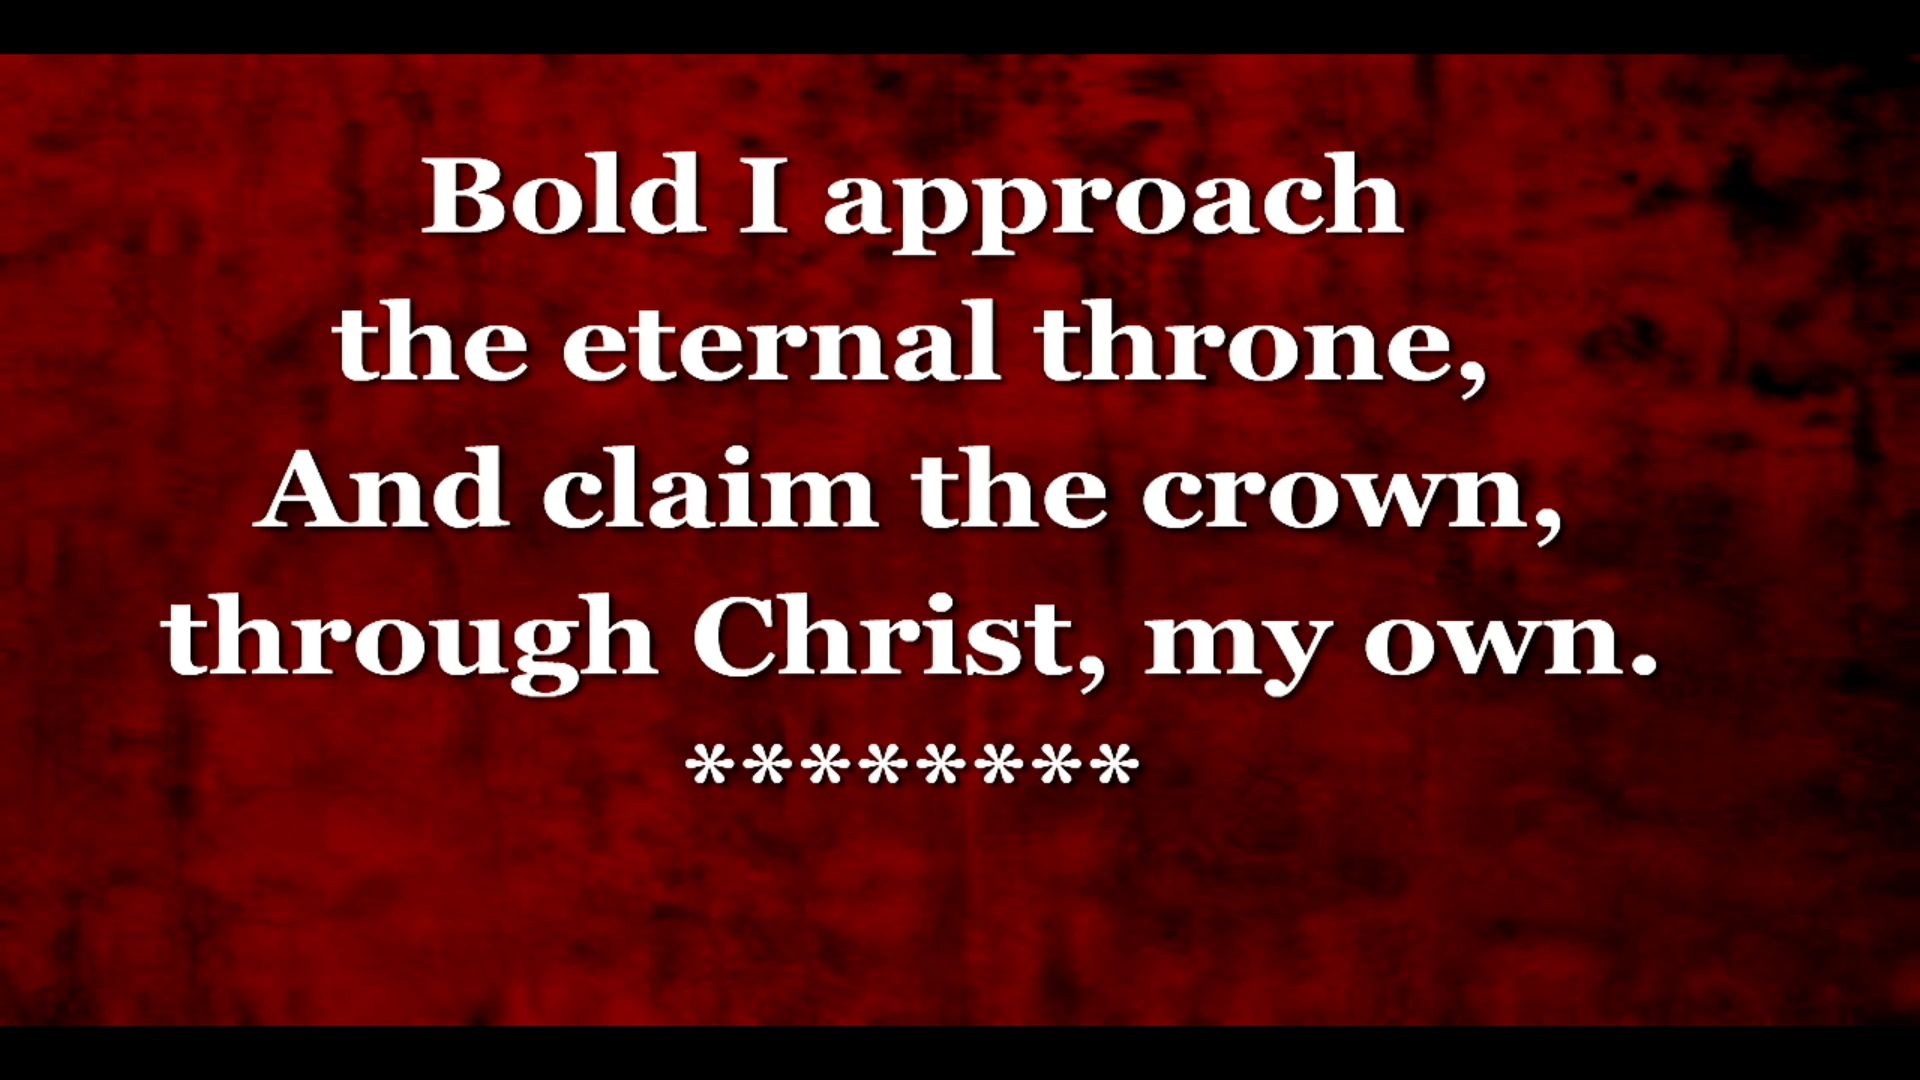 Bold I approach
the eternal throne,
And claim the crown,
through Christ, my own.
********